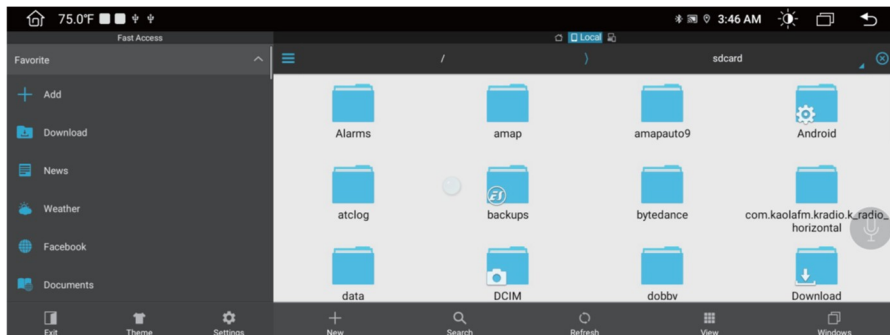 75.0°F
3:46 AM
Fast Access
Local
Favorite
/
sdcard
Add
Download
News
Weather
Facebook
Documents
Alarms
amap
amapauto9
Android
atclog
backups
bytedance
com.kaolafm.kradio.k_radio_
horizontal
data
DCIM
dobby
Download
Exit
Theme
Settings
New
Search
Refresh
View
Windows